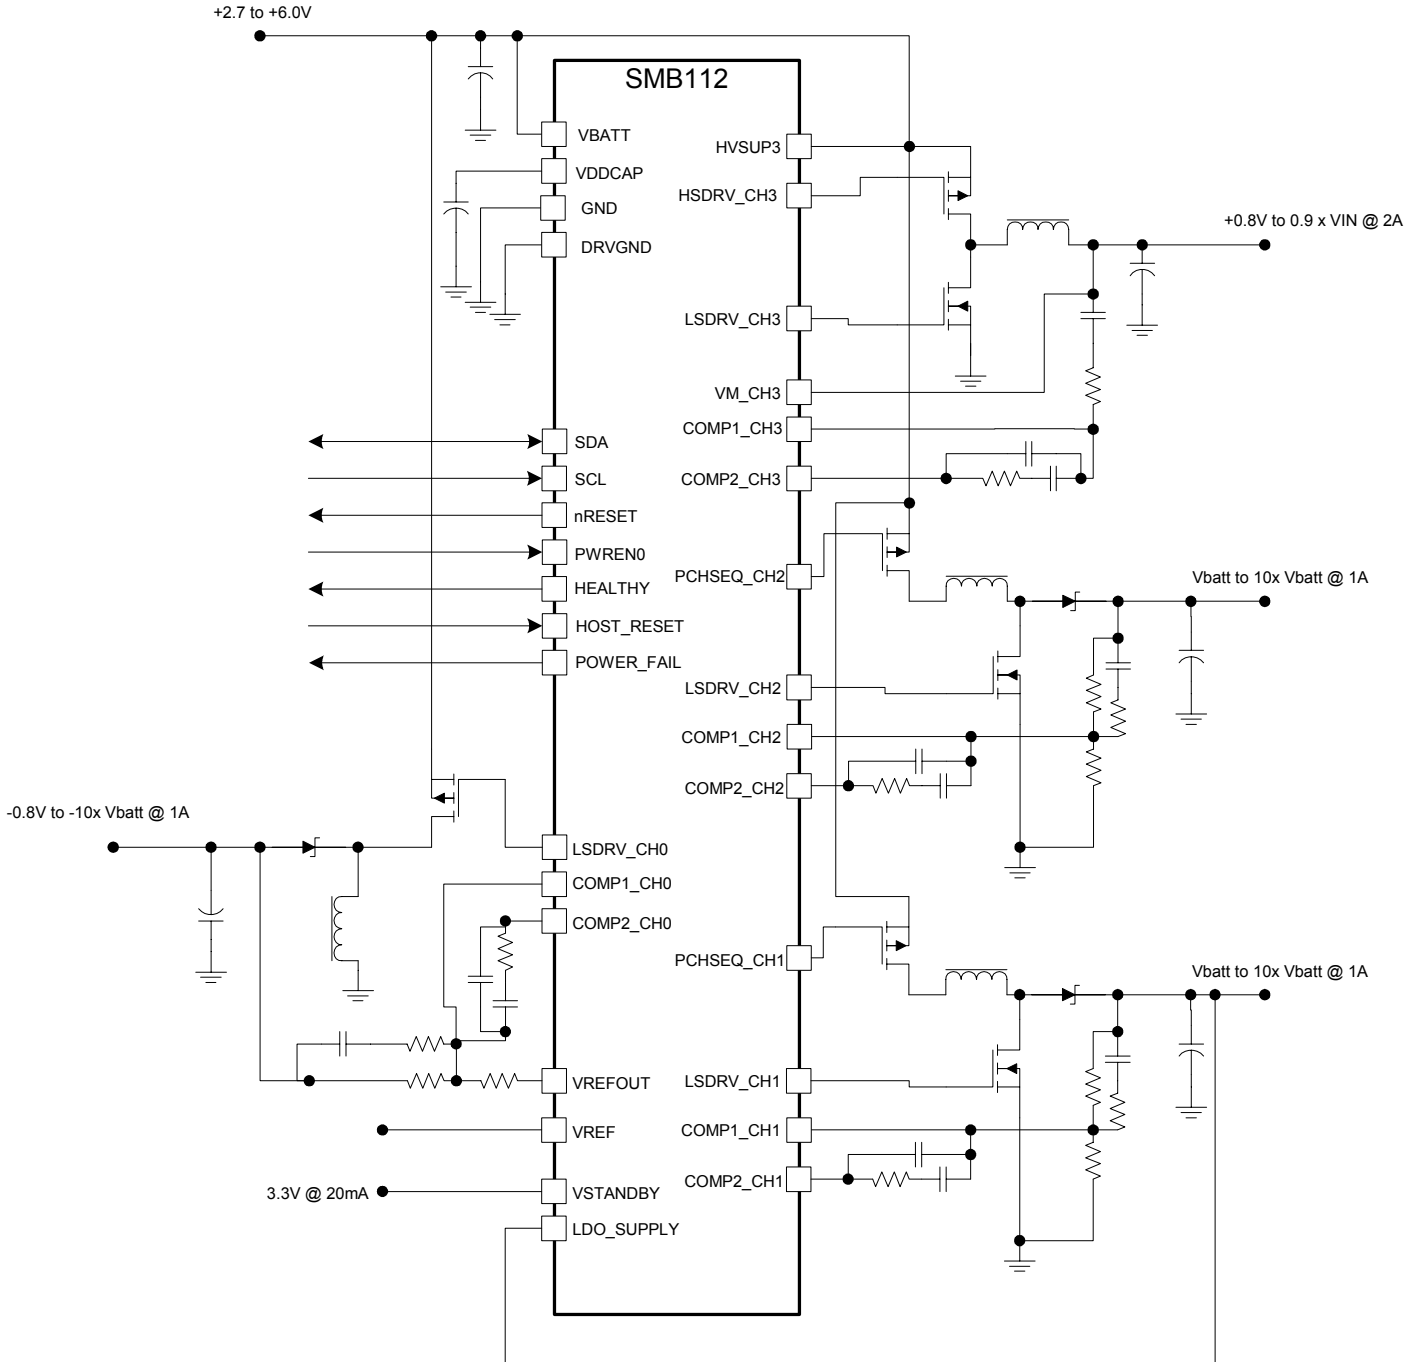 +2.7 to +6.0V
SMB112
VBATT
VDDCAP
GND
DRVGND
SDA
SCL
nRESET
PWREN0
HEALTHY
HOST_RESET
POWER_FAIL
-0.8V to -10x Vbatt @ 1A
LSDRV_CH0
COMP1_CH0
COMP2_CH0
VREFOUT
VREF
3.3V @ 20mA
VSTANDBY
LDO_SUPPLY
HVSUP3
HSDRV_CH3
+0.8V to 0.9 x VIN @ 2A
LSDRV_CH3
VM_CH3
COMP1_CH3
COMP2_CH3
PCHSEQ_CH2
Vbatt to 10x Vbatt @ 1A
LSDRV_CH2
COMP1_CH2
COMP2_CH2
PCHSEQ_CH1
Vbatt to 10x Vbatt @ 1A
LSDRV_CH1
COMP1_CH1
COMP2_CH1